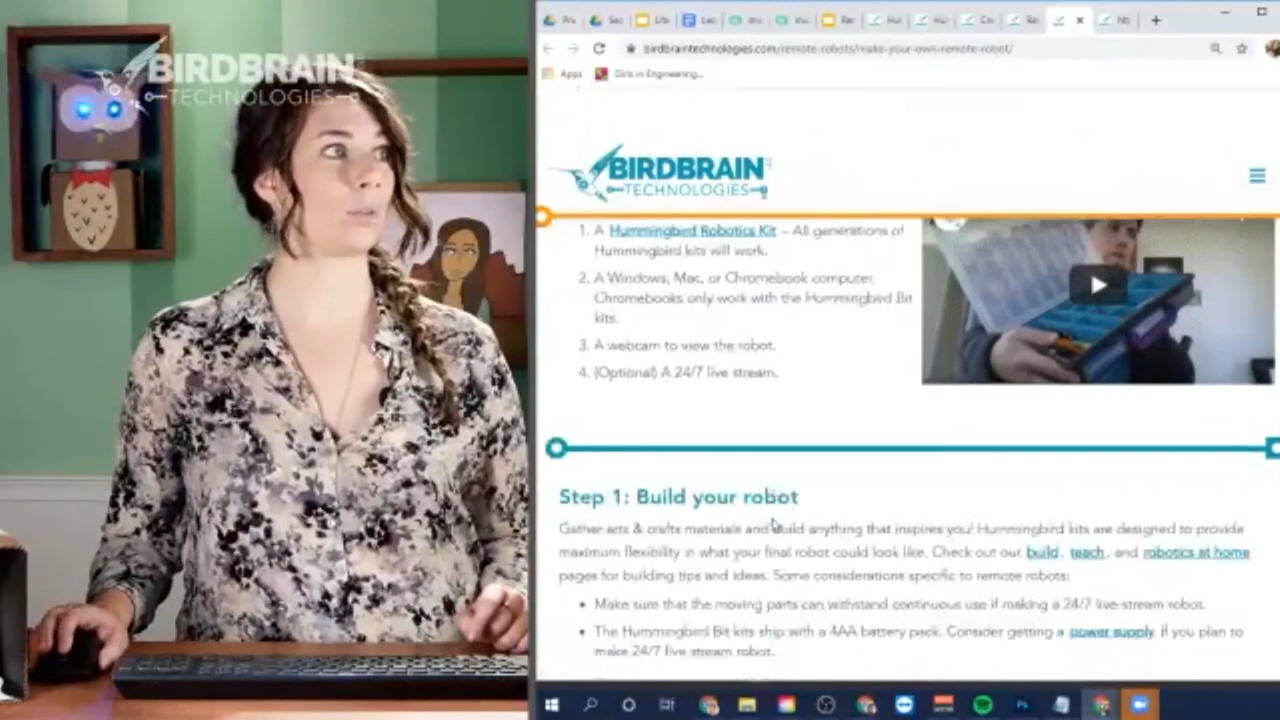 BIRDBRAIN
TECHNOLOGIES
birdbraintechnologies.com/remote-robots/make-your-own-remote-robot/
Apps
Girls in Engineering...
BIRDBRAIN
TECHNOLOGIES
1. A Hummingbird Robotics Kit – All generations of
Hummingbird kits will work.
2. A Windows, Mac, or Chromebook computer.
Chromebooks only work with the Hummingbird Bit
kits.
3. A webcam to view the robot.
4. (Optional) A 24/7 live stream.
Step 1: Build your robot
Gather arts & crafts materials and build anything that inspires you! Hummingbird kits are designed to provide
maximum flexibility in what your final robot could look like. Check out our build, teach, and robotics at home
pages for building tips and ideas. Some considerations specific to remote robots:
• Make sure that the moving parts can withstand continuous use if making a 24/7 live-stream robot.
• The Hummingbird Bit kits ship with a 4AA battery pack. Consider getting a power supply if you plan to
make 24/7 live stream robot.